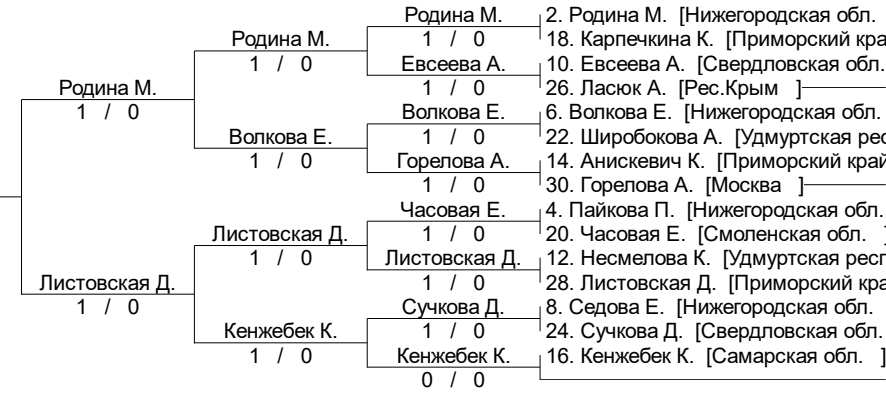 Родина М. 2. Родина М. [Нижегородская обл.
Родина М. 1 / 0 18. Карпечкина К. [Приморский кра
1 / 0 Евсеева А. 10. Евсеева А. [Свердловская обл.
Родина М. 1 / 0 26. Ласюк А. [Рес.Крым ]
1 / 0 Волкова Е. 6. Волкова Е. [Нижегородская обл.
Волкова Е. 1 / 0 22. Широбокова А. [Удмуртская рес
1 / 0 Горелова А. 14. Анискевич К. [Приморский край
1 / 0 30. Горелова А. [Москва ]
Часовая Е. 4. Пайкова П. [Нижегородская обл.
Листовская Д. 1 / 0 20. Часовая Е. [Смоленская обл. ]
1 / 0 Листовская Д. 12. Несмелова К. [Удмуртская респ
Листовская Д. 1 / 0 28. Листовская Д. [Приморский кра
1 / 0 Сучкова Д. 8. Седова Е. [Нижегородская обл.
Кенжебек К. 1 / 0 24. Сучкова Д. [Свердловская обл.
1 / 0 Кенжебек К. 16. Кенжебек К. [Самарская обл. ]
0 / 0